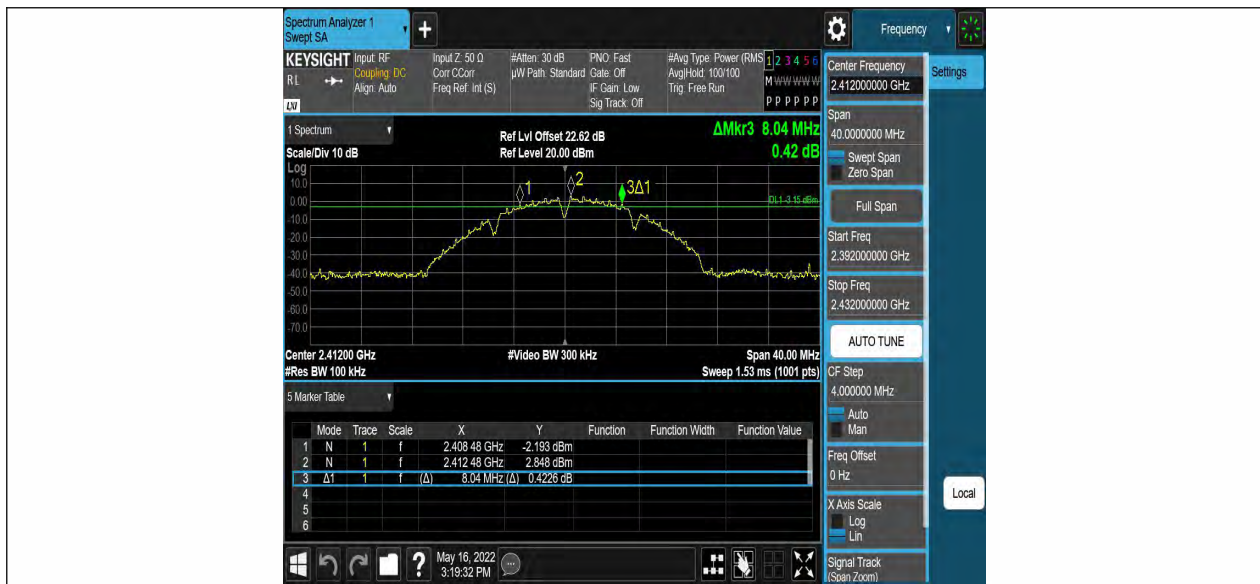 Spectrum Analyzer 1
Swept SA
+
Frequency
KEYSIGHT
RL
LXI
Input: RF
Coupling: DC
Align: Auto
Input Z: 50 Ω
Corr CCorr
Freq Ref: Int (S)
#Atten: 30 dB
µW Path: Standard
PNO: Fast
Gate: Off
IF Gain: Low
Sig Track: Off
#Avg Type: Power (RMS
Avg|Hold: 100/100
Trig: Free Run
1 2 3 4 5 6
M W W W W W
P P P P P P
1 Spectrum
Scale/Div 10 dB
Ref Lvl Offset 22.62 dB
Ref Level 20.00 dBm
ΔMkr3 8.04 MHz
0.42 dB
Log
10.0
0.00
-10.0
-20.0
-30.0
-40.0
-50.0
-60.0
-70.0
1
2
3Δ1
DL1 -3.15 dBm
Center 2.41200 GHz
#Res BW 100 kHz
#Video BW 300 kHz
Span 40.00 MHz
Sweep 1.53 ms (1001 pts)
5 Marker Table
Mode Trace Scale X Y Function Function Width Function Value
1 N 1 f 2.408 48 GHz -2.193 dBm
2 N 1 f 2.412 48 GHz 2.848 dBm
3 Δ1 1 f (Δ) 8.04 MHz (Δ) 0.4226 dB
4
5
6
?
May 16, 2022
3:19:32 PM
Center Frequency
2.412000000 GHz
Settings
Span
40.0000000 MHz
Swept Span
Zero Span
Full Span
Start Freq
2.392000000 GHz
Stop Freq
2.432000000 GHz
AUTO TUNE
CF Step
4.000000 MHz
Auto
Man
Freq Offset
0 Hz
X Axis Scale
Log
Lin
Signal Track
(Span Zoom)
Local